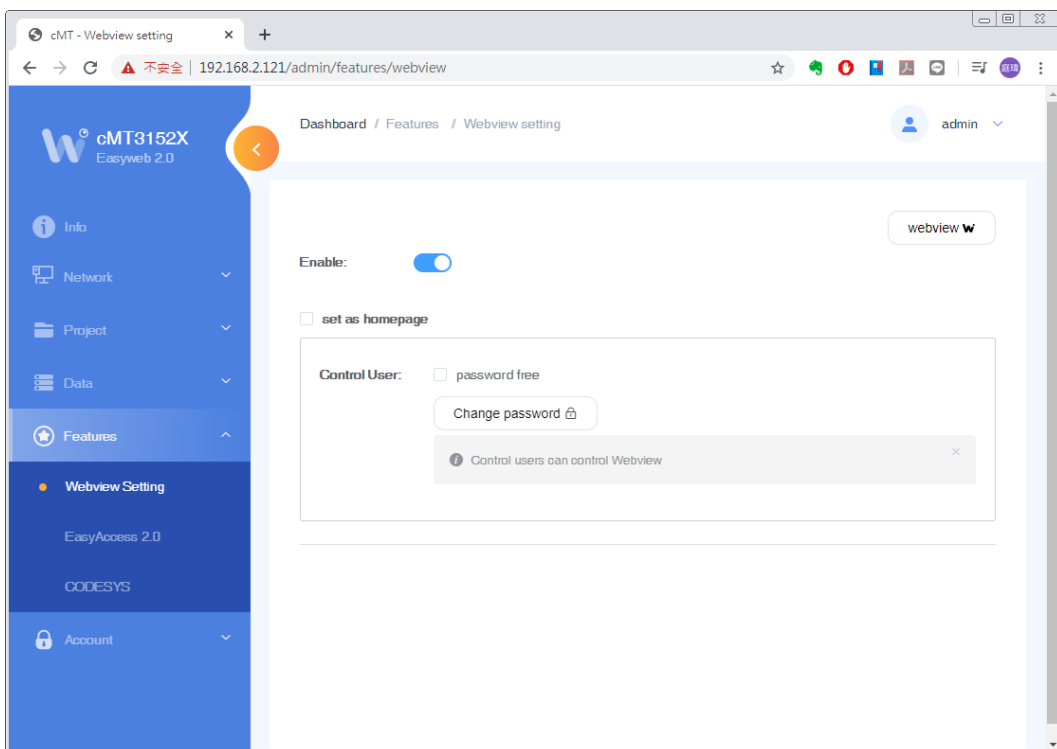 cMT - Webview setting
不安全 | 192.168.2.121/admin/features/webview
庭瑋
cMT3152X
Easyweb 2.0
Dashboard / Features / Webview setting
admin
Info
Network
Project
Data
Features
Webview Setting
EasyAccess 2.0
CODESYS
Account
webview
Enable:
set as homepage
Control User:
password free
Change password
Control users can control Webview